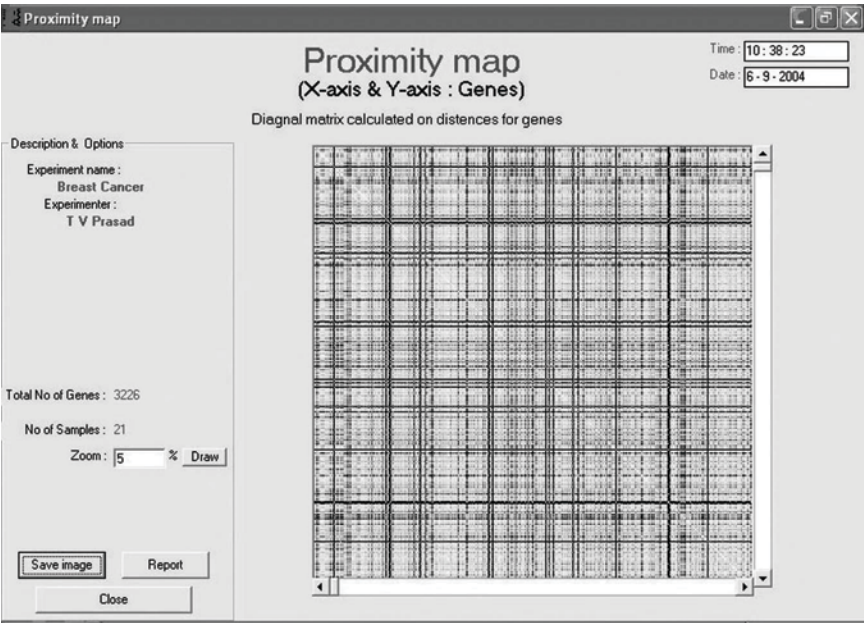 Proximity map
Proximity map
(X-axis & Y-axis : Genes)
Time : 10 : 38 : 23
Date : 6 - 9 - 2004
Diagnal matrix calculated on distences for genes
Description & Options
Experiment name :
Breast Cancer
Experimenter :
T V Prasad
Total No of Genes : 3226
No of Samples : 21
Zoom : 5 % Draw
Save image Report
Close